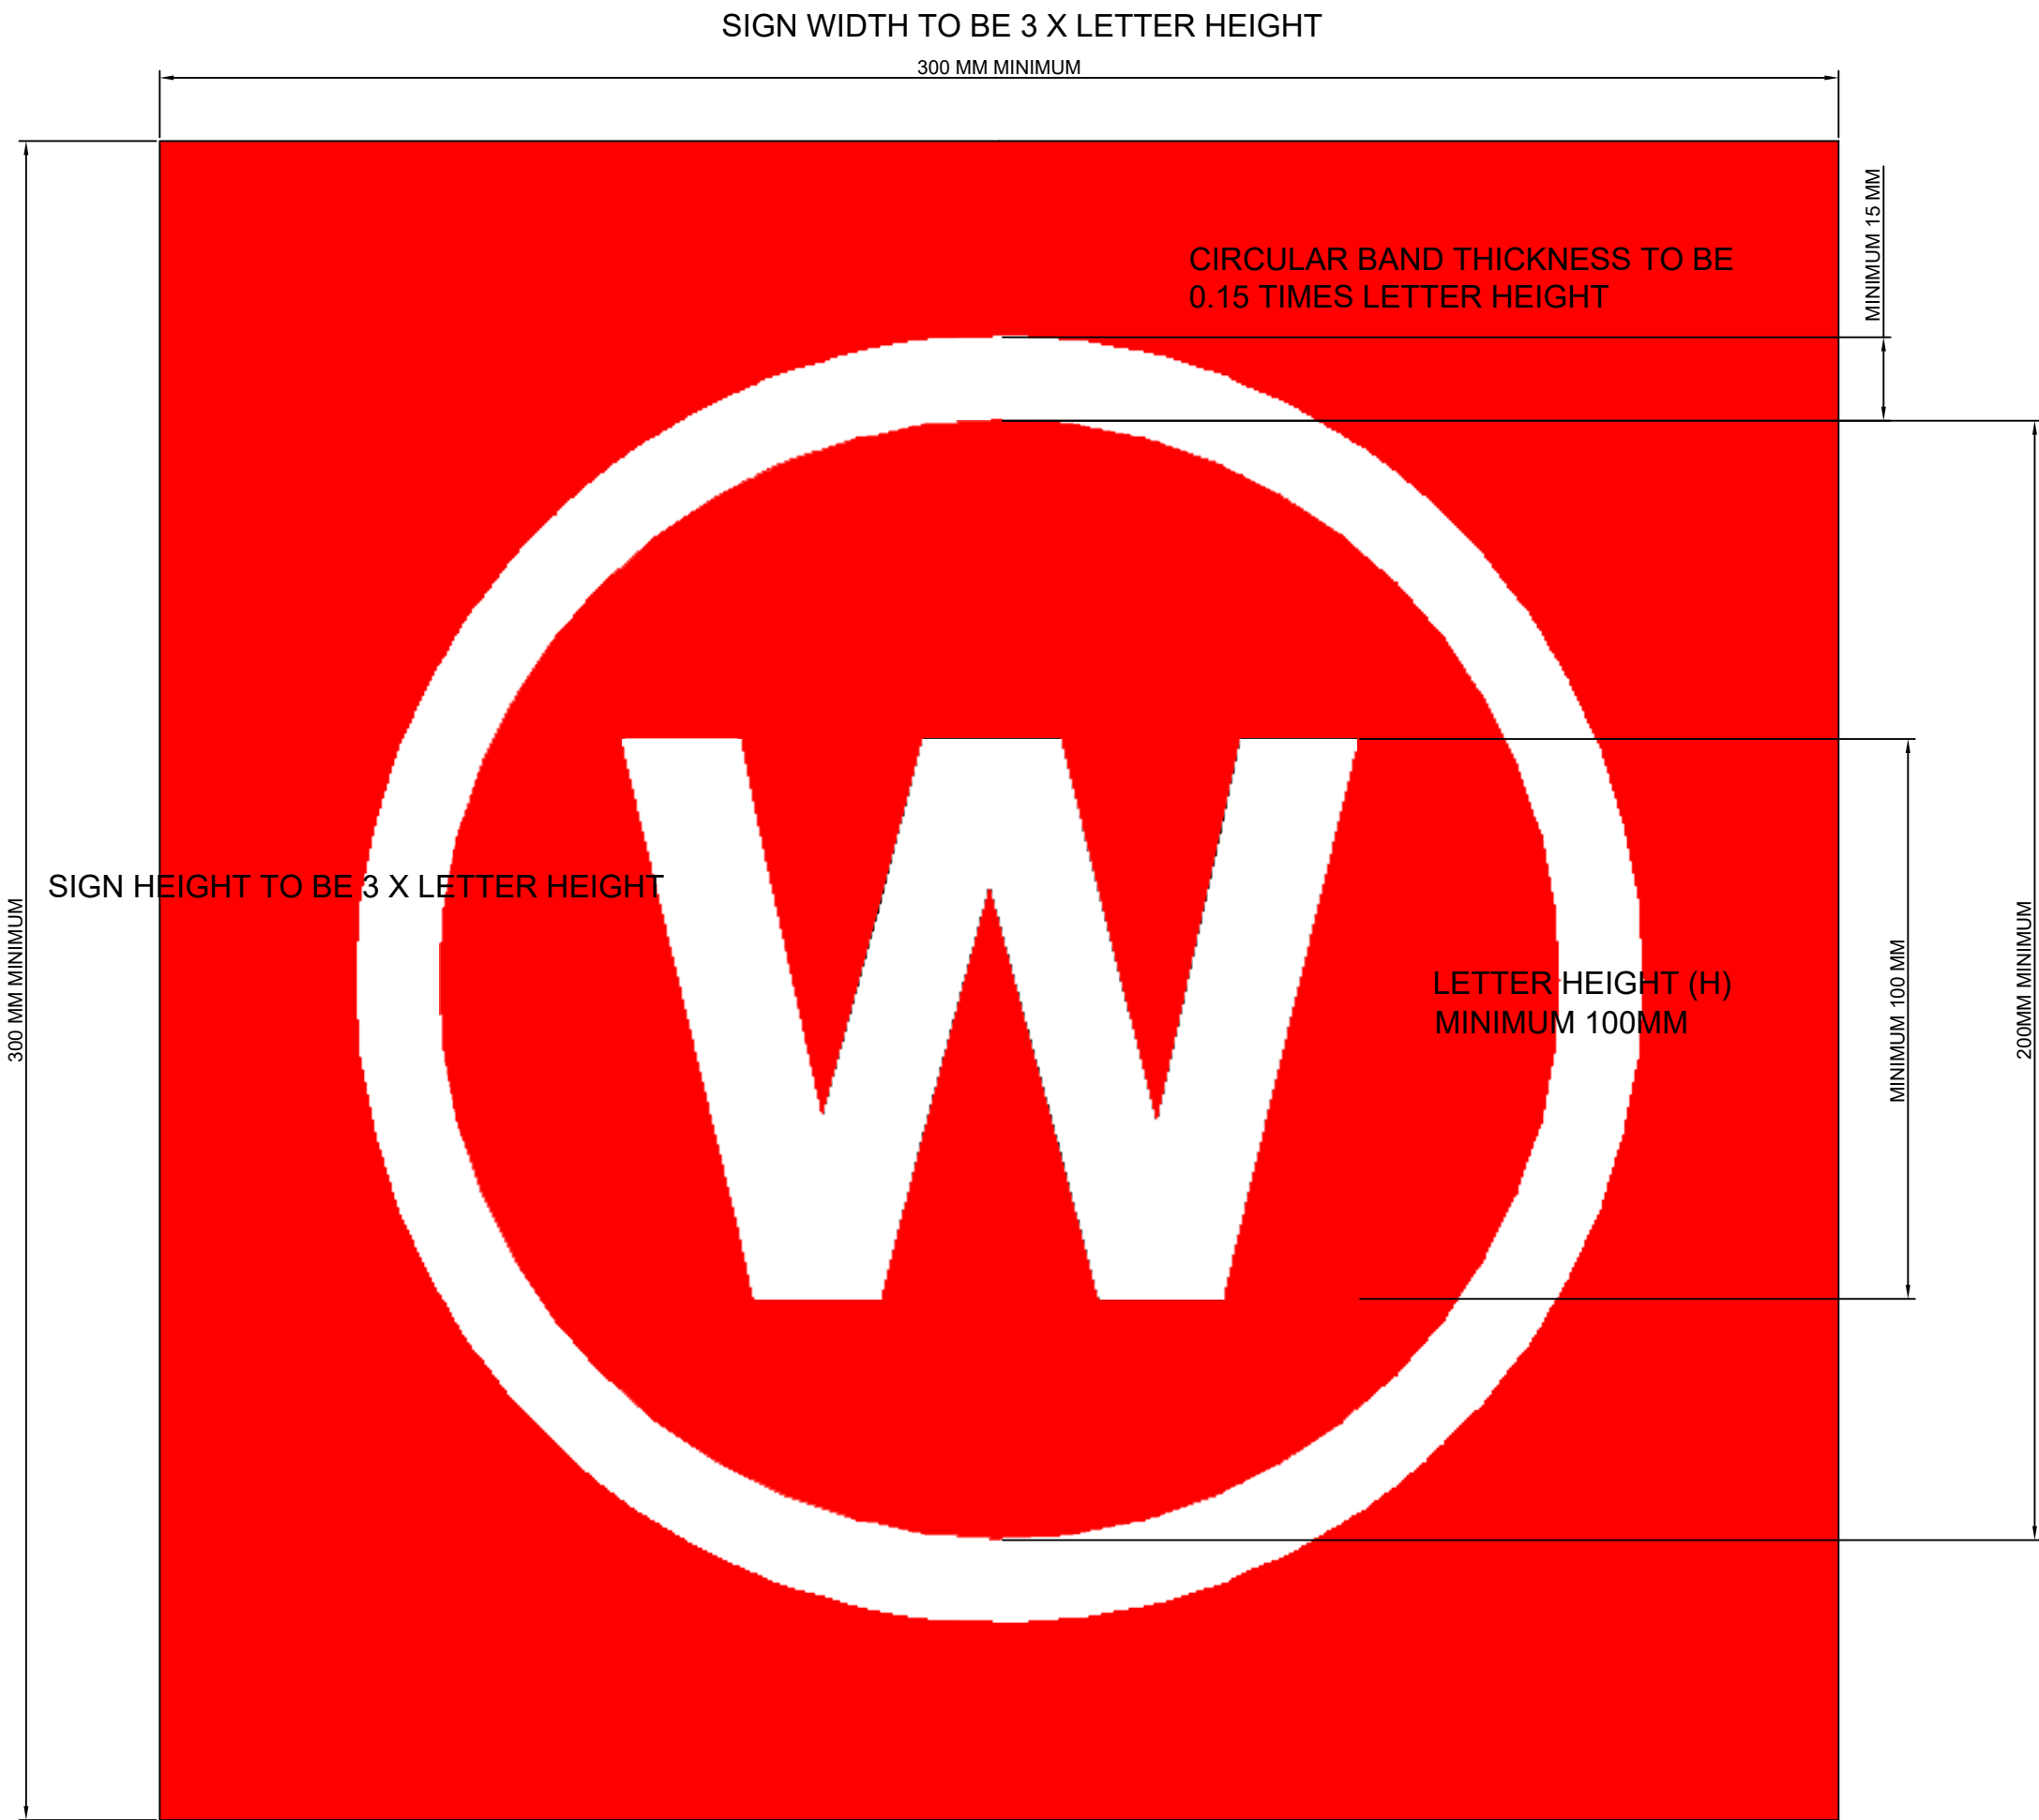 SIGN WIDTH TO BE 3 X LETTER HEIGHT
300 MM MINIMUM
MINIMUM 15 MM
CIRCULAR BAND THICKNESS TO BE
0.15 TIMES LETTER HEIGHT
W
SIGN HEIGHT TO BE 3 X LETTER HEIGHT
300 MM MINIMUM
LETTER HEIGHT (H)
MINIMUM 100MM
MINIMUM 100 MM
200MM MINIMUM